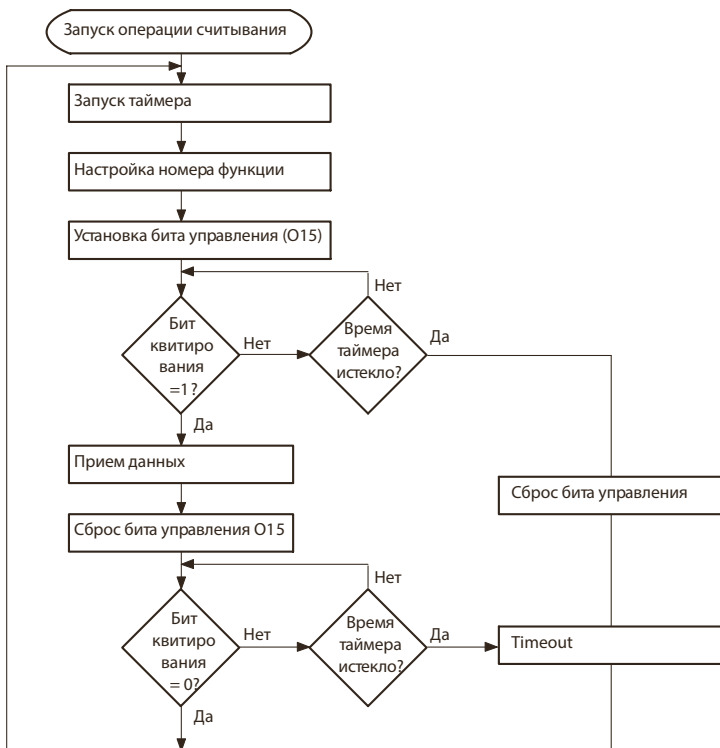 Запуск операции считывания
Запуск таймера
Настройка номера функции
Установка бита управления (O15)
Нет
Бит
квитиро
вания
=1?
Нет
Время
таймера
истекло?
Да
Да
Прием данных
Сброс бита управления
Сброс бита управления O15
Нет
Бит
квитиро
вания
= 0?
Нет
Время
таймера
истекло?
Да
Timeout
Да